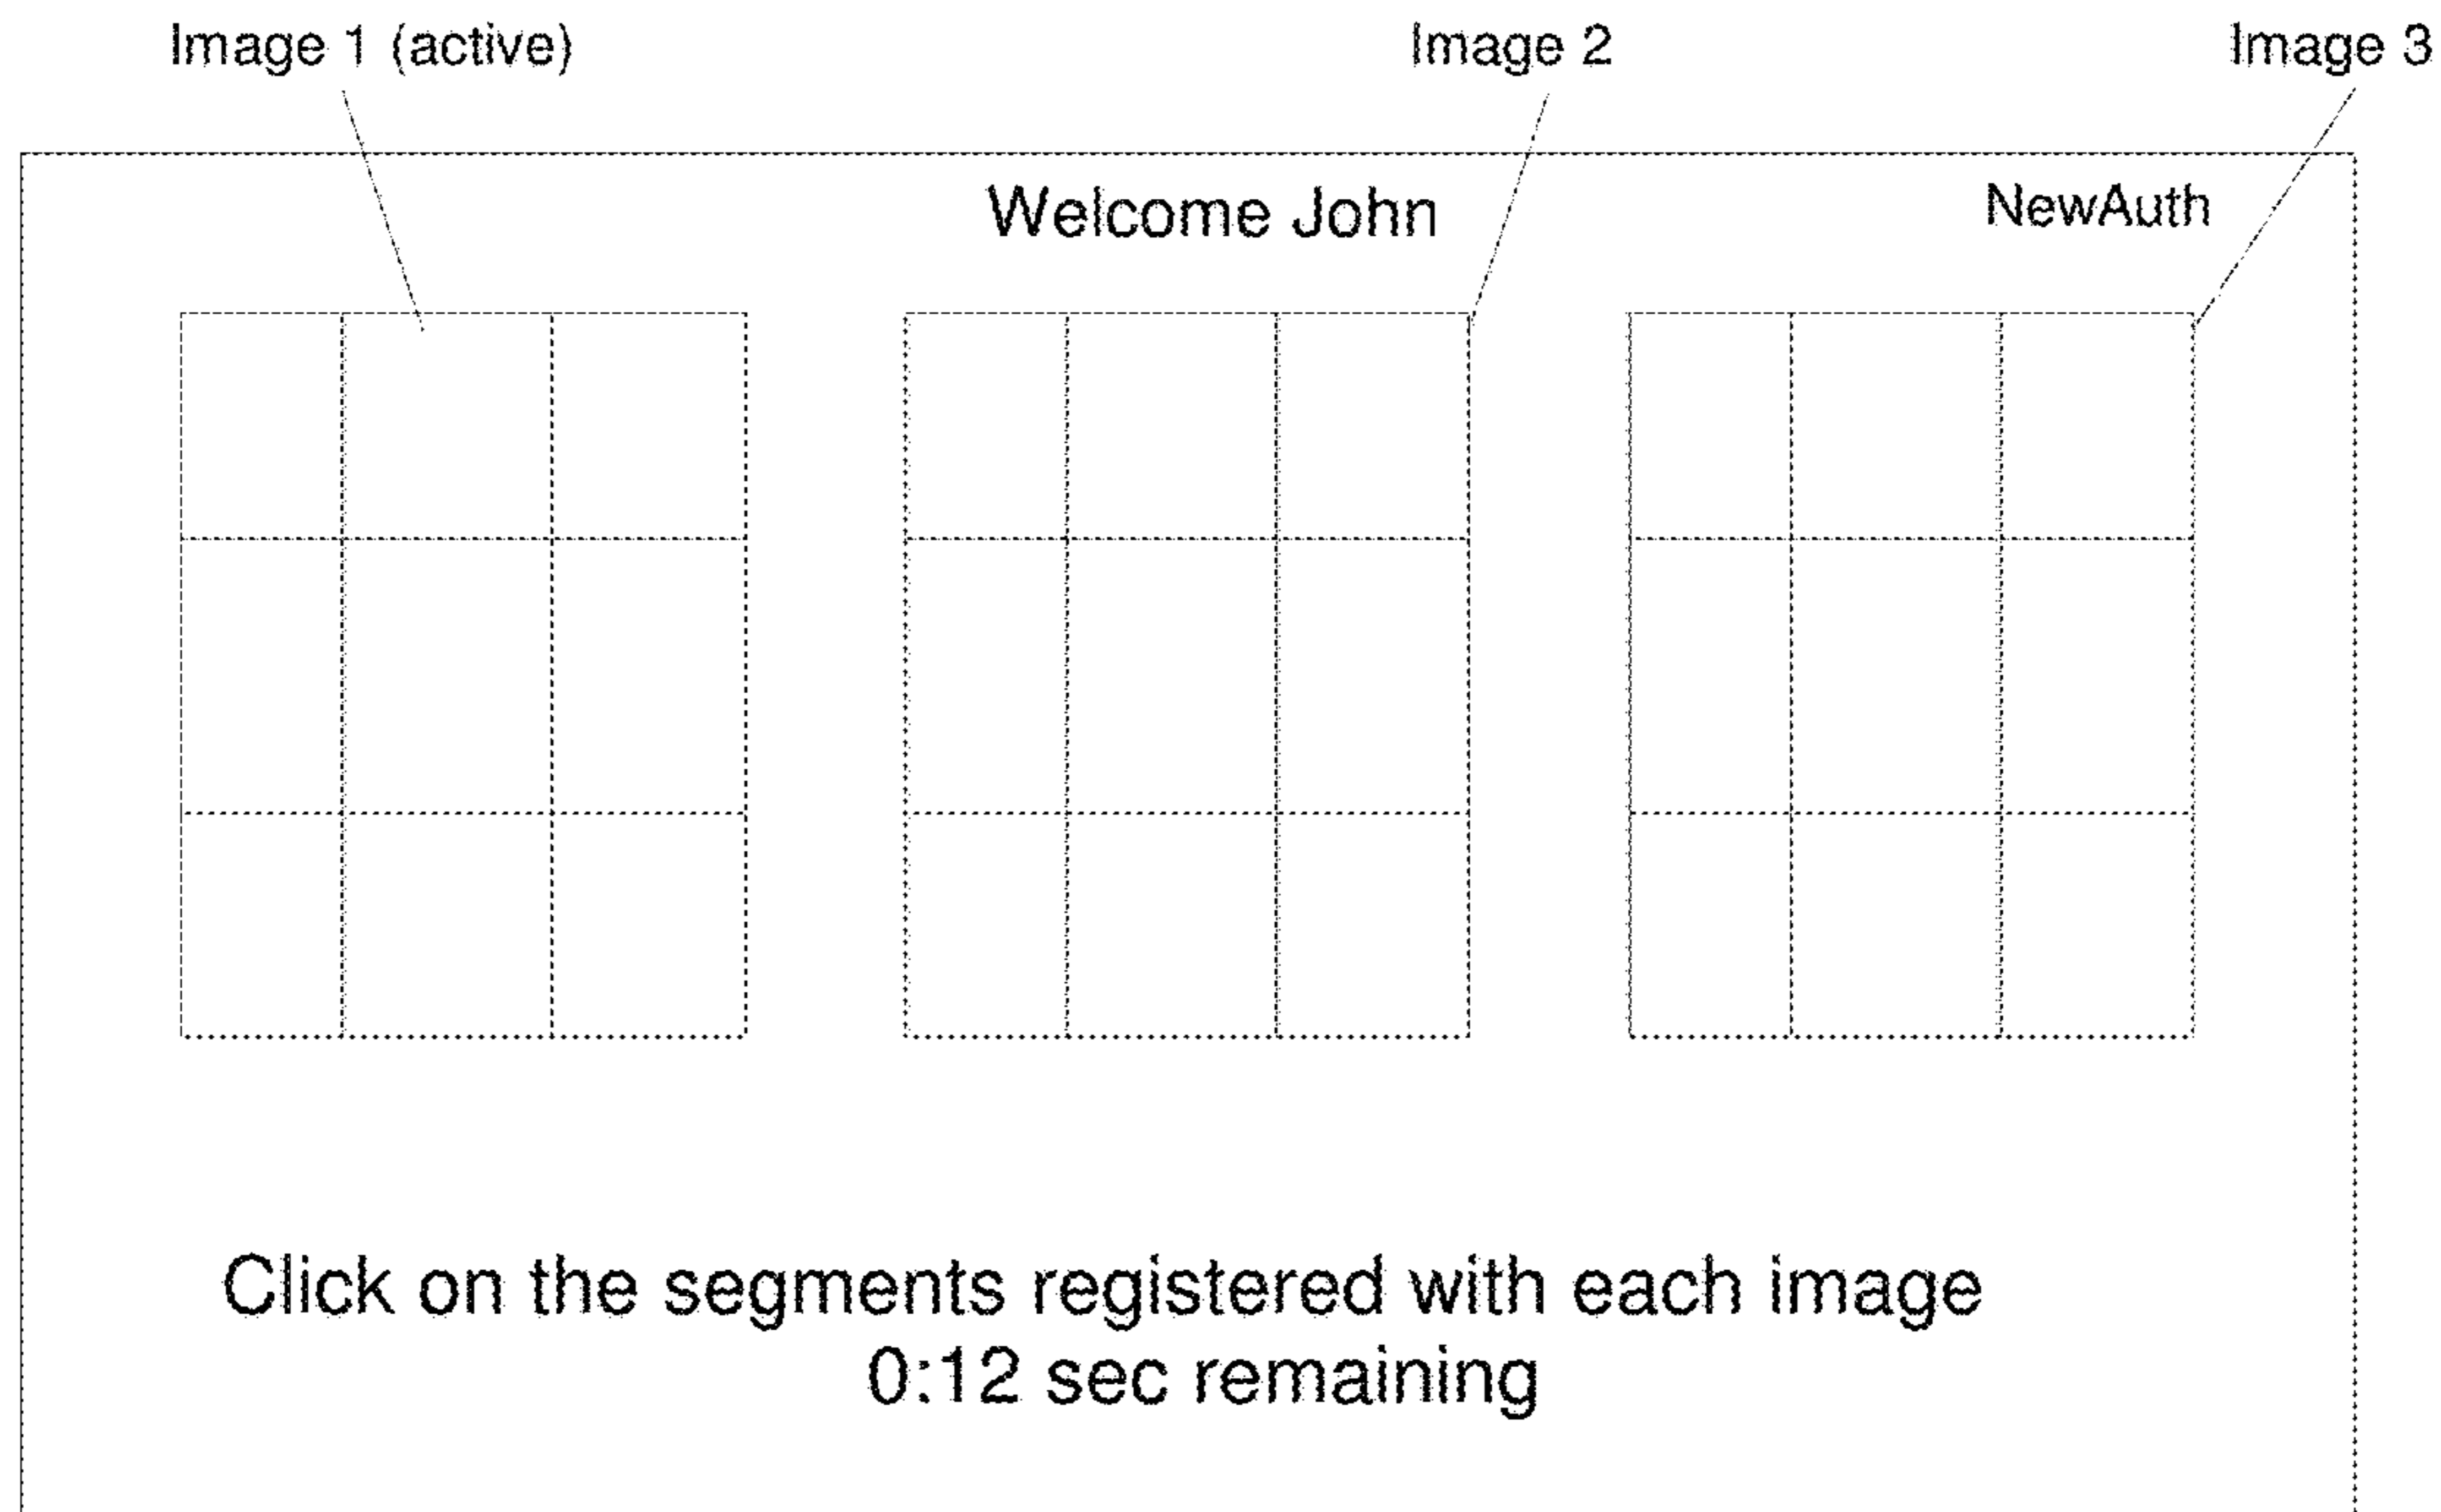 Image 1 (active)
Image 2
Image 3
Welcome John
NewAuth
Click on the segments registered with each image
0:12 sec remaining